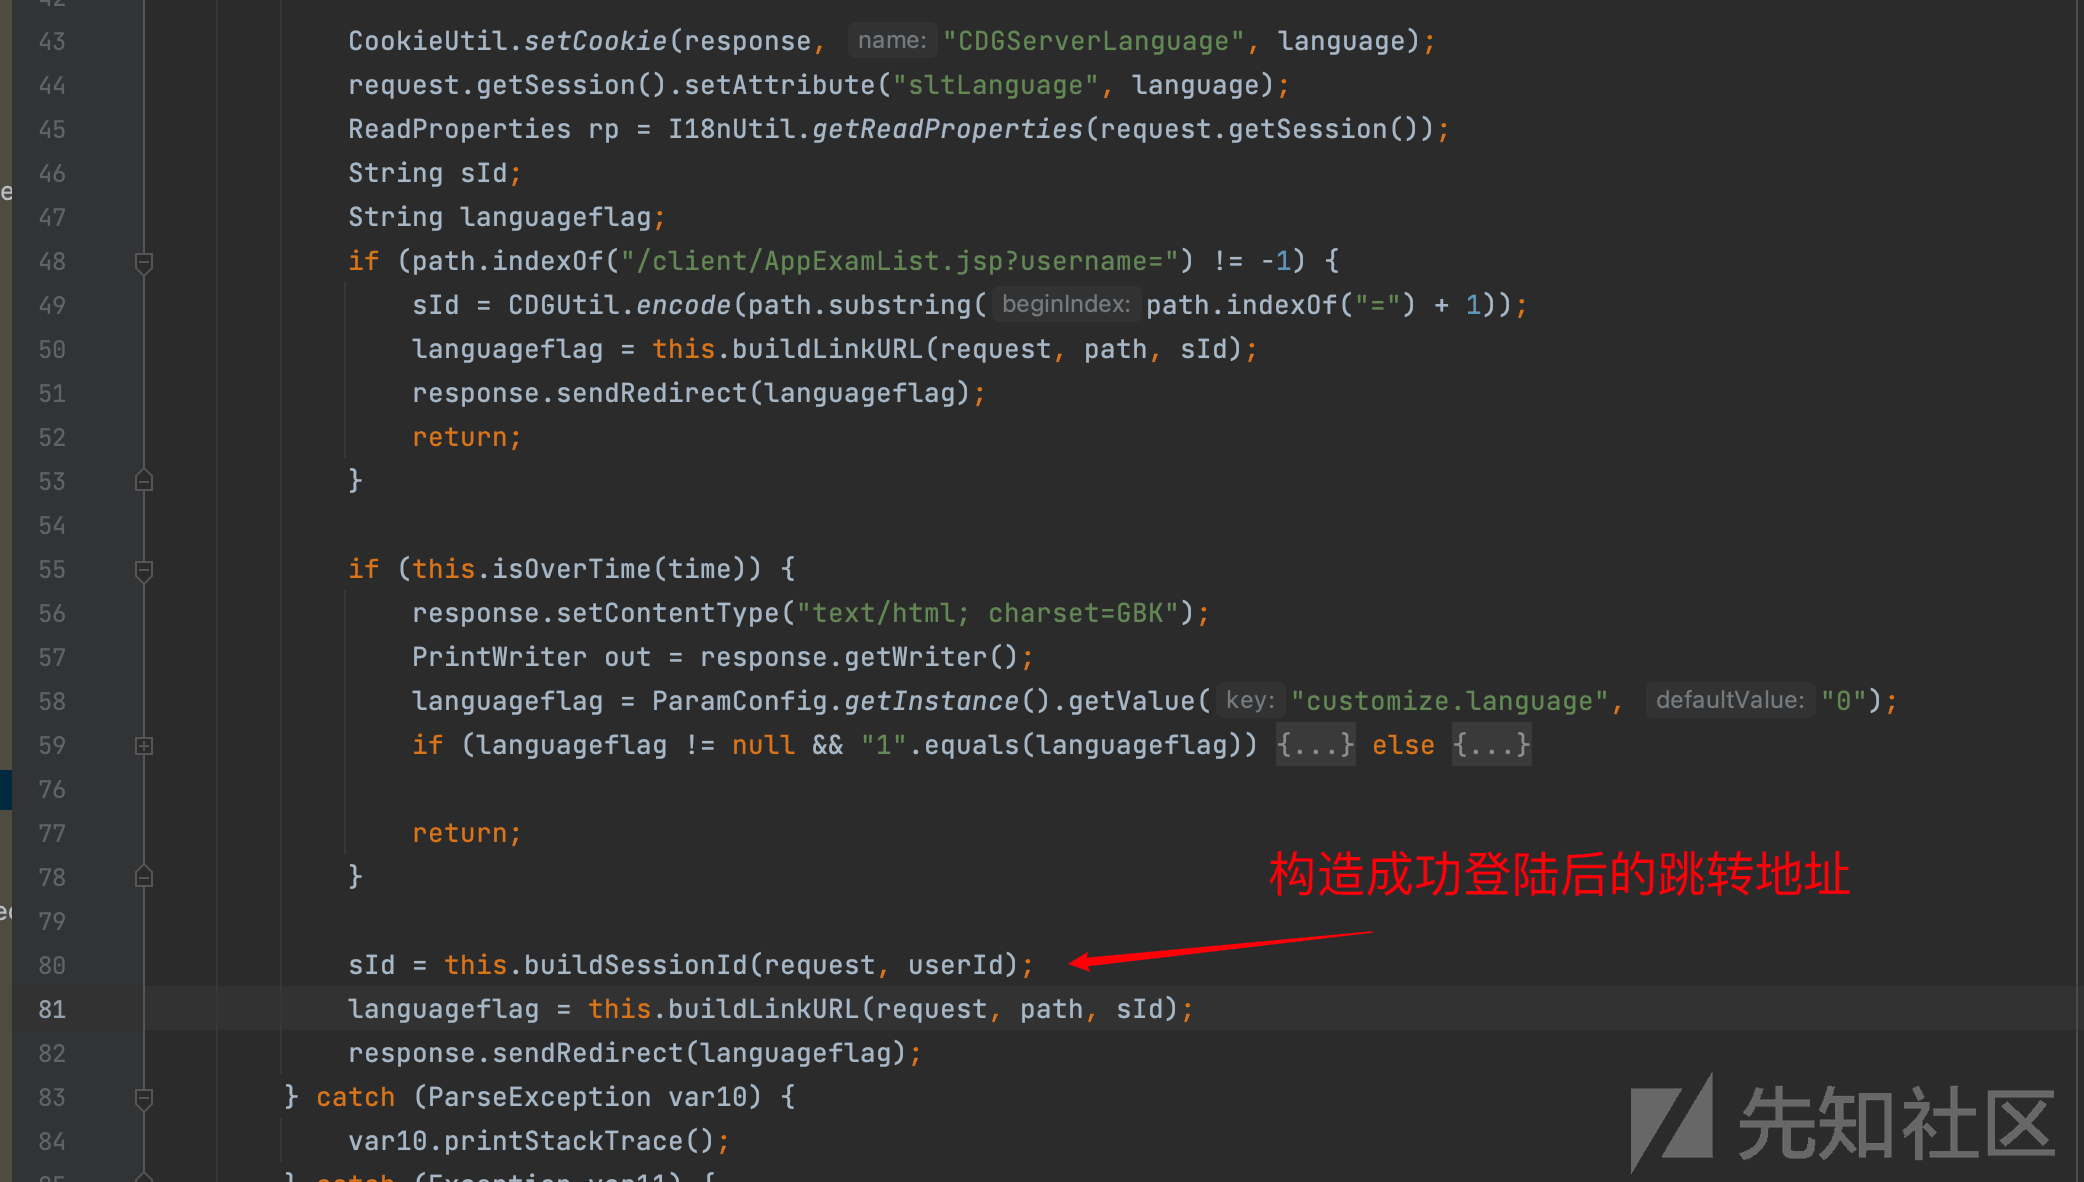 43 CookieUtil.setCookie(response, name: "CDGServerLanguage", language);
44 request.getSession().setAttribute("sltLanguage", language);
45 ReadProperties rp = I18nUtil.getReadProperties(request.getSession());
46 String sId;
47 String languageflag;
48 if (path.indexOf("/client/AppExamList.jsp?username=") != -1) {
49 sId = CDGUtil.encode(path.substring( beginIndex: path.indexOf("=") + 1));
50 languageflag = this.buildLinkURL(request, path, sId);
51 response.sendRedirect(languageflag);
52 return;
53 }
54
55 if (this.isOverTime(time)) {
56 response.setContentType("text/html; charset=GBK");
57 PrintWriter out = response.getWriter();
58 languageflag = ParamConfig.getInstance().getValue( key: "customize.language", defaultValue: "0");
59 if (languageflag != null && "1".equals(languageflag)) {...} else {...}
76
77 return;
78 }
构造成功登陆后的跳转地址
79
80 sId = this.buildSessionId(request, userId);
81 languageflag = this.buildLinkURL(request, path, sId);
82 response.sendRedirect(languageflag);
83 } catch (ParseException var10) {
84 var10.printStackTrace();
} catch (Exception var11) {
先知社区